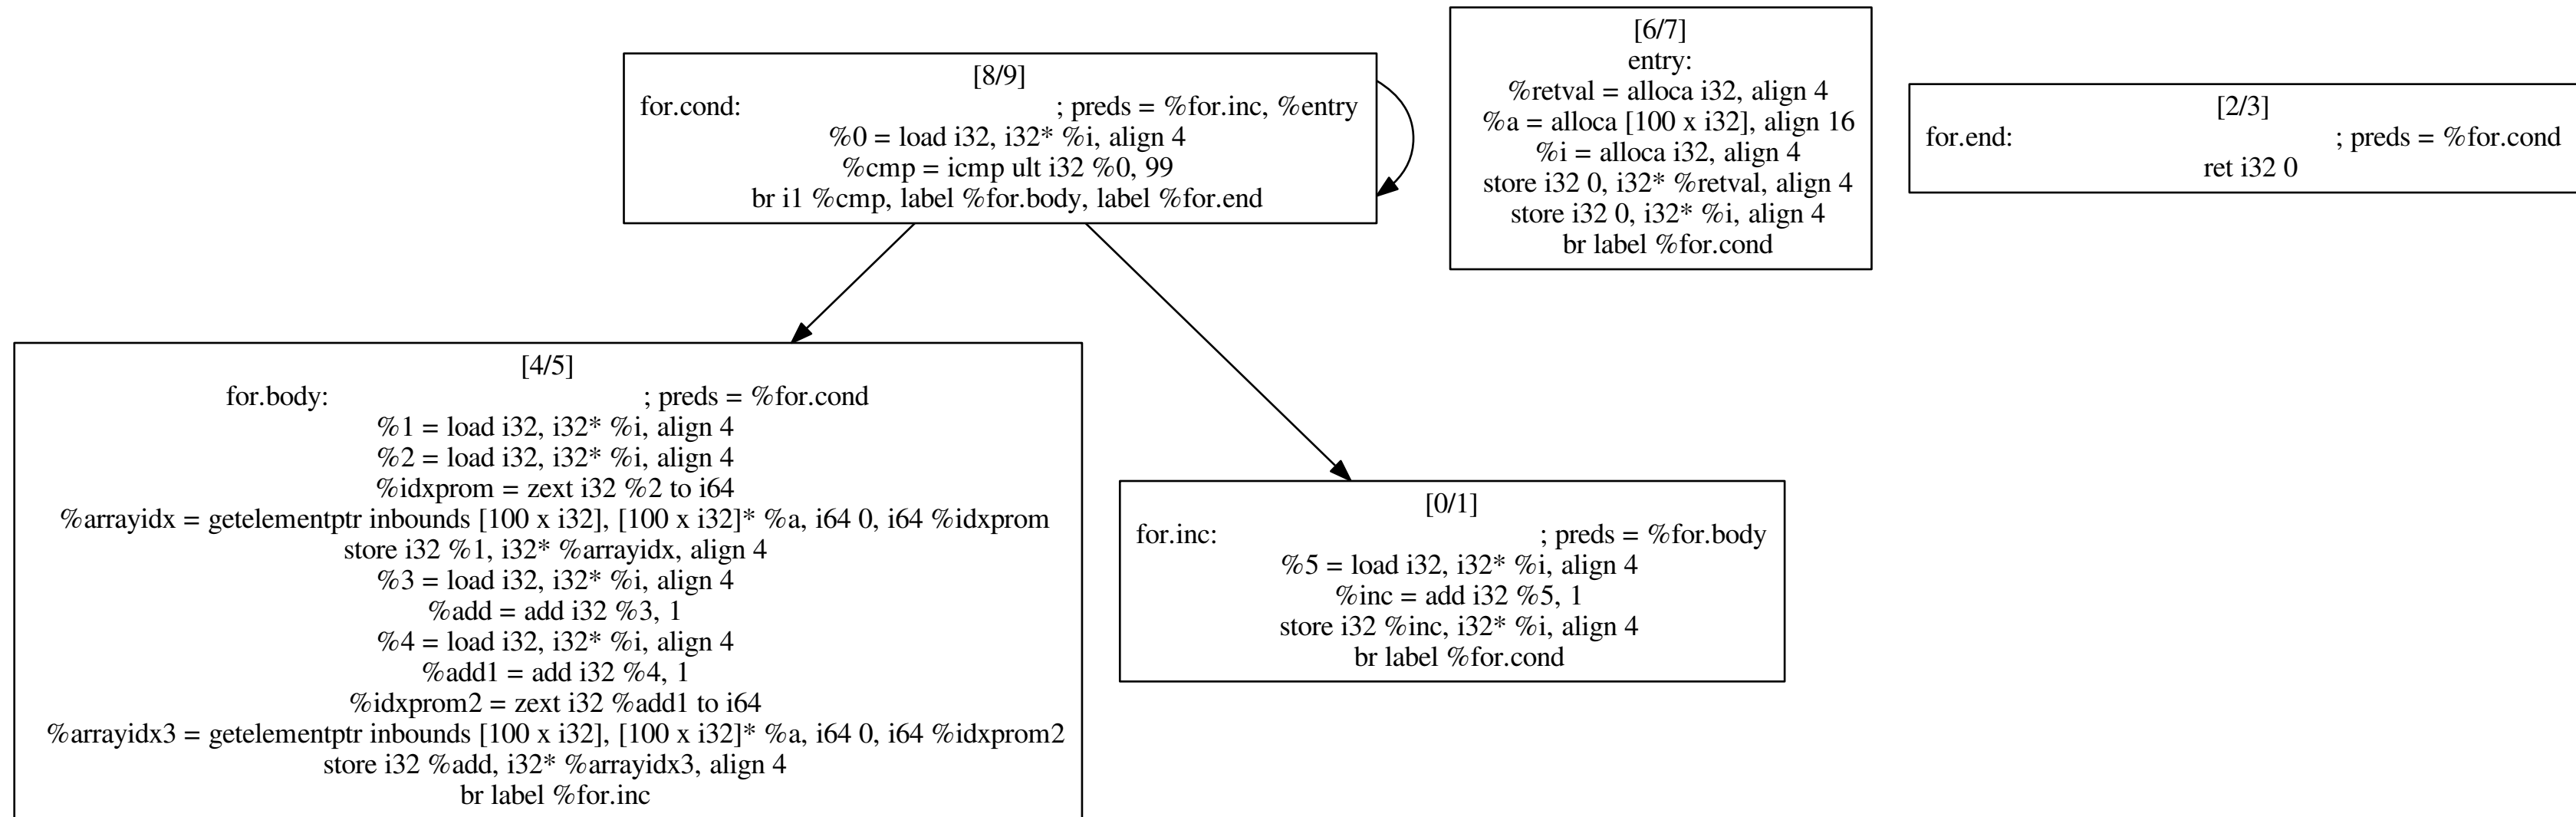 [8/9]
for.cond: ; preds = %for.inc, %entry
%0 = load i32, i32* %i, align 4
%cmp = icmp ult i32 %0, 99
br i1 %cmp, label %for.body, label %for.end
[6/7]
entry:
%retval = alloca i32, align 4
%a = alloca [100 x i32], align 16
%i = alloca i32, align 4
store i32 0, i32* %retval, align 4
store i32 0, i32* %i, align 4
br label %for.cond
[2/3]
for.end: ; preds = %for.cond
ret i32 0
[4/5]
for.body: ; preds = %for.cond
%1 = load i32, i32* %i, align 4
%2 = load i32, i32* %i, align 4
%idxprom = zext i32 %2 to i64
%arrayidx = getelementptr inbounds [100 x i32], [100 x i32]* %a, i64 0, i64 %idxprom
store i32 %1, i32* %arrayidx, align 4
%3 = load i32, i32* %i, align 4
%add = add i32 %3, 1
%4 = load i32, i32* %i, align 4
%add1 = add i32 %4, 1
%idxprom2 = zext i32 %add1 to i64
%arrayidx3 = getelementptr inbounds [100 x i32], [100 x i32]* %a, i64 0, i64 %idxprom2
store i32 %add, i32* %arrayidx3, align 4
br label %for.inc
[0/1]
for.inc: ; preds = %for.body
%5 = load i32, i32* %i, align 4
%inc = add i32 %5, 1
store i32 %inc, i32* %i, align 4
br label %for.cond